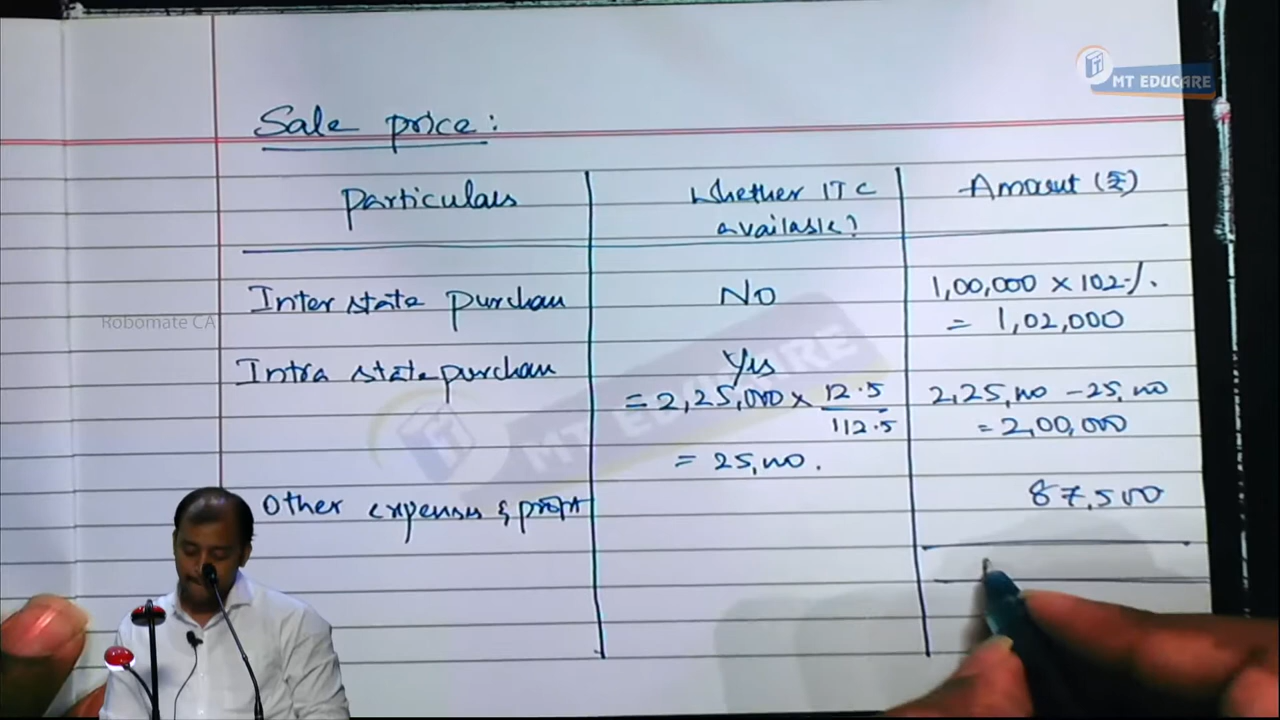 MT EDUCARE
Sale price:
Particulars
Whether ITC
available?
Amount (₹)
Inter state purchase
No
1,00,000 x 102%.
= 1,02,000
Robomate CA
Intra state purchase
Yes
= 2,25,000 x 12.5
112.5
= 25,000.
2,25,000 - 25,000
= 2,00,000
Other expenses & profit
87,500
MT EDUCARE